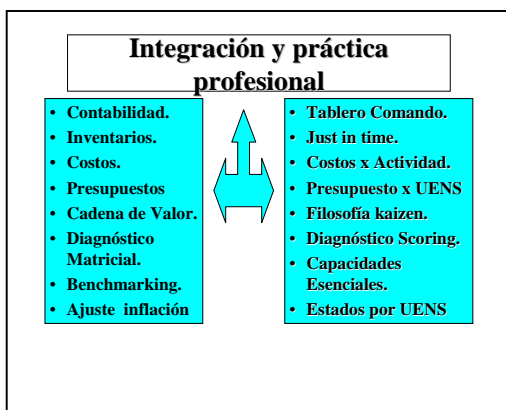 Integración y práctica
profesional
• Contabilidad.
• Inventarios.
• Costos.
• Presupuestos
• Cadena de Valor.
• Diagnóstico
Matricial.
• Benchmarking.
• Ajuste inflación
• Tablero Comando.
• Just in time.
• Costos x Actividad.
• Presupuesto x UENS
• Filosofía kaizen.
• Diagnóstico Scoring.
• Capacidades
Esenciales.
• Estados por UENS